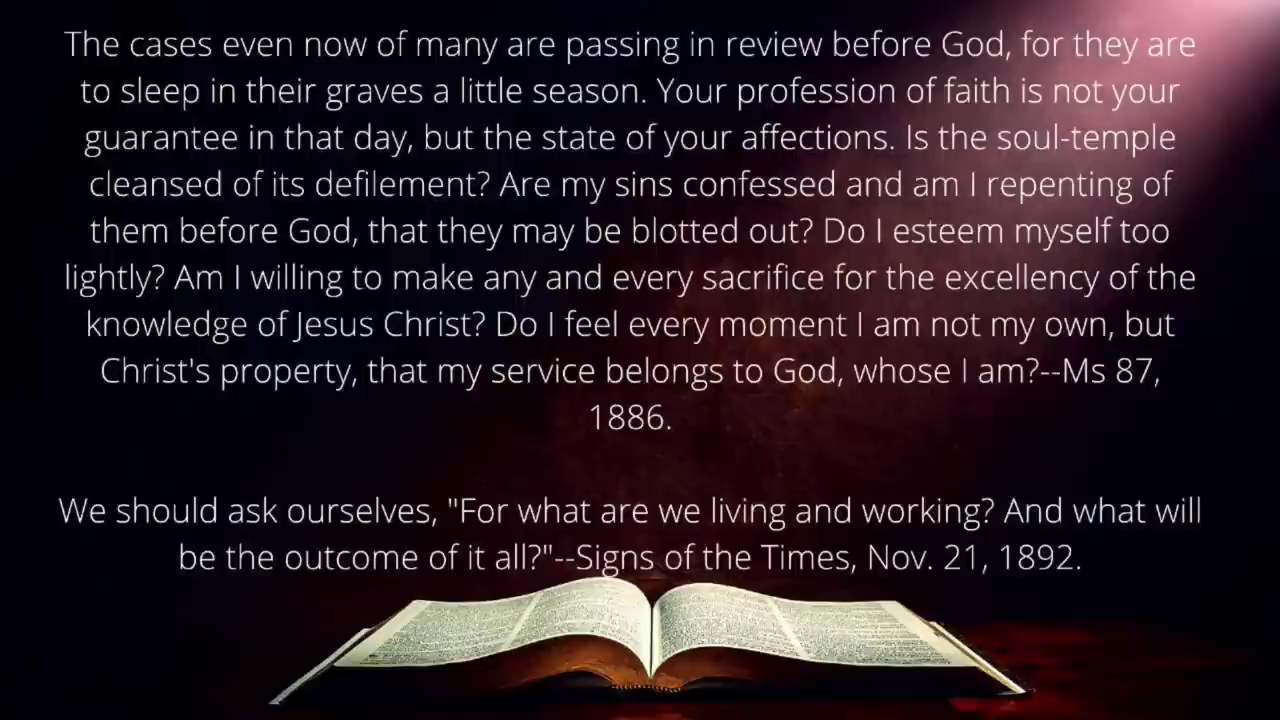 The cases even now of many are passing in review before God, for they are
to sleep in their graves a little season. Your profession of faith is not your
guarantee in that day, but the state of your affections. Is the soul-temple
cleansed of its defilement? Are my sins confessed and am I repenting of
them before God, that they may be blotted out? Do I esteem myself too
lightly? Am I willing to make any and every sacrifice for the excellency of the
knowledge of Jesus Christ? Do I feel every moment I am not my own, but
Christ's property, that my service belongs to God, whose I am?--Ms 87,
1886.
We should ask ourselves, "For what are we living and working? And what will
be the outcome of it all?"--Signs of the Times, Nov. 21, 1892.